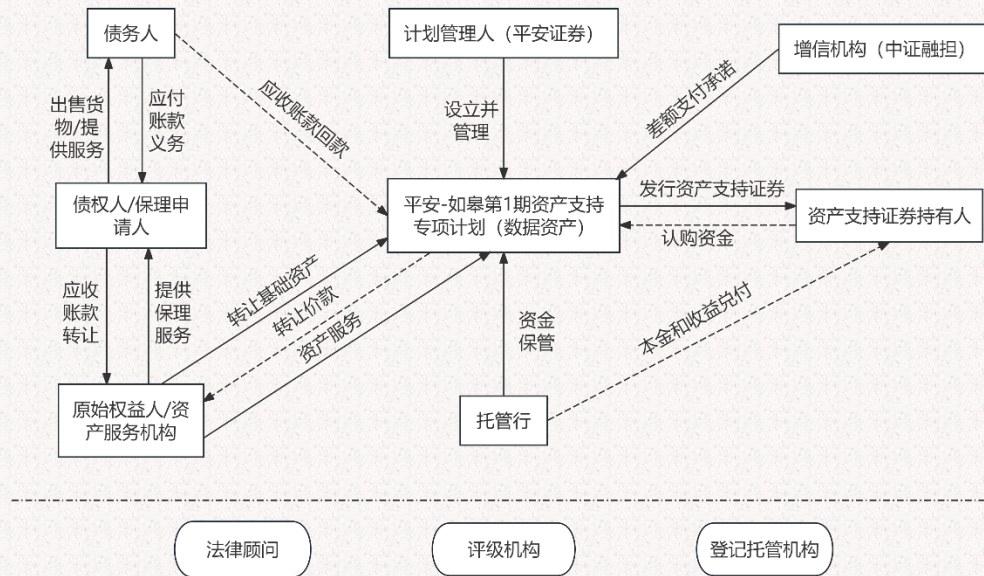 债务人
计划管理人（平安证券）
增信机构（中证融担）
出售货
物/提
供服务
应付
账款
义务
应收账款回款
设立并
管理
差额支付承诺
债权人/保理申
请人
平安-如皋第1期资产支持
专项计划（数据资产）
发行资产支持证券
认购资金
资产支持证券持有人
应收
账款
转让
提供
保理
服务
转让基础资产
转让价款
资产服务
资金
保管
本金和收益兑付
原始权益人/资
产服务机构
托管行
法律顾问
评级机构
登记托管机构